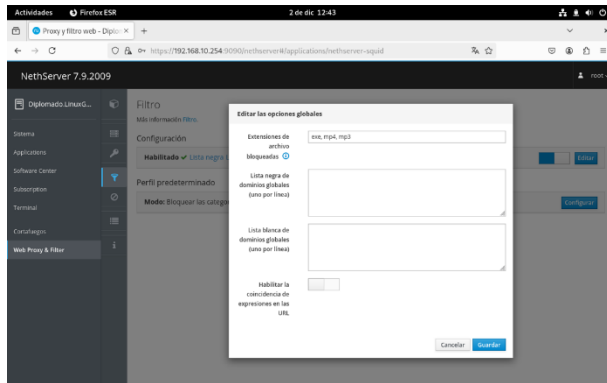 Actividades Firefox ESR 2 de dic 12:43
Proxy y filtro web - Diplo
https://192.168.10.254:9090/nethserver#/applications/nethserver-squid
NethServer 7.9.2009
root
Diplomado.LinuxG...
Sistema
Applications
Software Center
Subscription
Terminal
Cortafuegos
Web Proxy & Filter
Filtro
Más información Filtro.
Configuración
Habilitado Lista negra
Editar
Perfil predeterminado
Modo: Bloquear las catego
Configurar
Editar las opciones globales
Extensiones de archivo bloqueadas
exe, mp4, mp3
Lista negra de
dominios globales
(uno por línea)
Lista blanca de
dominios globales
(uno por línea)
Habilitar la
coincidencia de
expresiones en las
URL
Cancelar Guardar